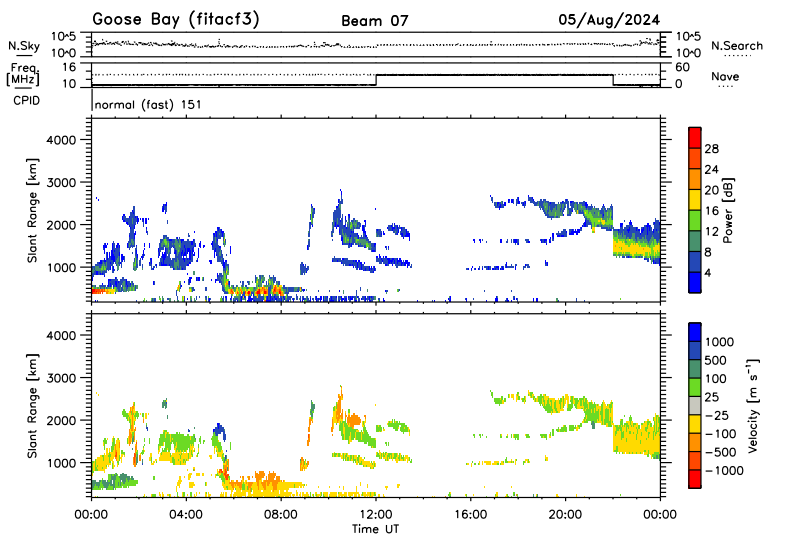 Goose Bay (fitacf3) Beam 07 05/Aug/2024
N.Sky 10^5 10^0 10^5 10^0 N.Search
Freq. [MHz] 16 10 60 0 Nave
CPID normal (fast) 151
Slant Range [km] 4000 3000 2000 1000
Power [dB] 28 24 20 16 12 8 4
Slant Range [km] 4000 3000 2000 1000
Velocity [m s^-1] 1000 500 100 25 -25 -100 -500 -1000
00:00 04:00 08:00 12:00 16:00 20:00 00:00
Time UT